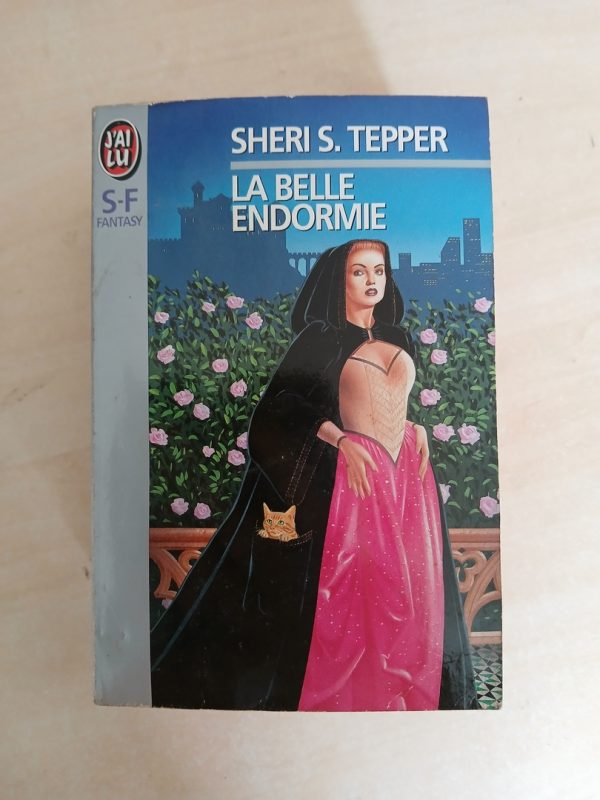 J'AI
LU
S-F
FANTASY
SHERI S. TEPPER
LA BELLE
ENDORMIE